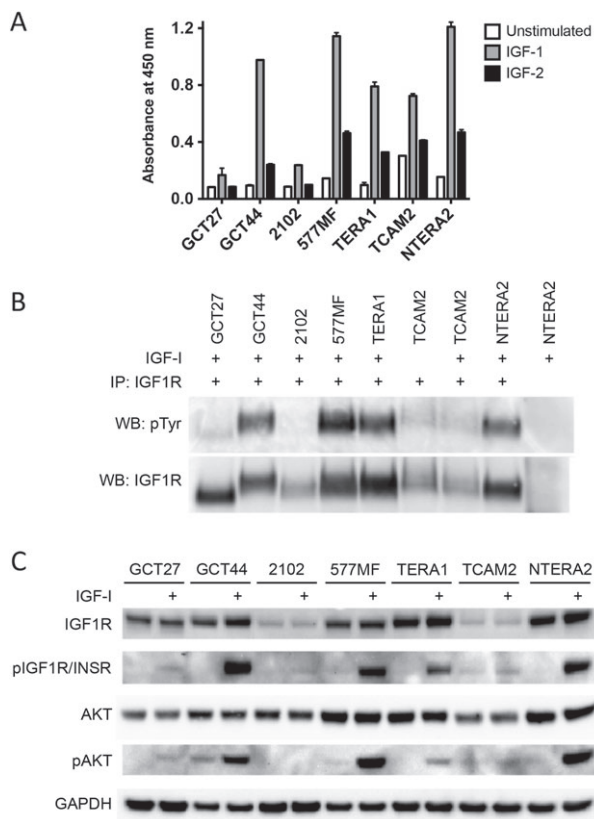 A
Absorbance at 450 nm
1.2
0.8
0.4
0.0
GCT27
GCT44
2102
577MF
TERA1
TCAM2
NTERA2
Unstimulated
IGF-1
IGF-2
B
GCT27 GCT44 2102 577MF TERA1 TCAM2 TCAM2 NTERA2 NTERA2
IGF-I + + + + + + + +
IP: IGF1R + + + + + + + +
WB: pTyr
WB: IGF1R
C
GCT27 GCT44 2102 577MF TERA1 TCAM2 NTERA2
IGF-I + + + + + + +
IGF1R
pIGF1R/INSR
AKT
pAKT
GAPDH